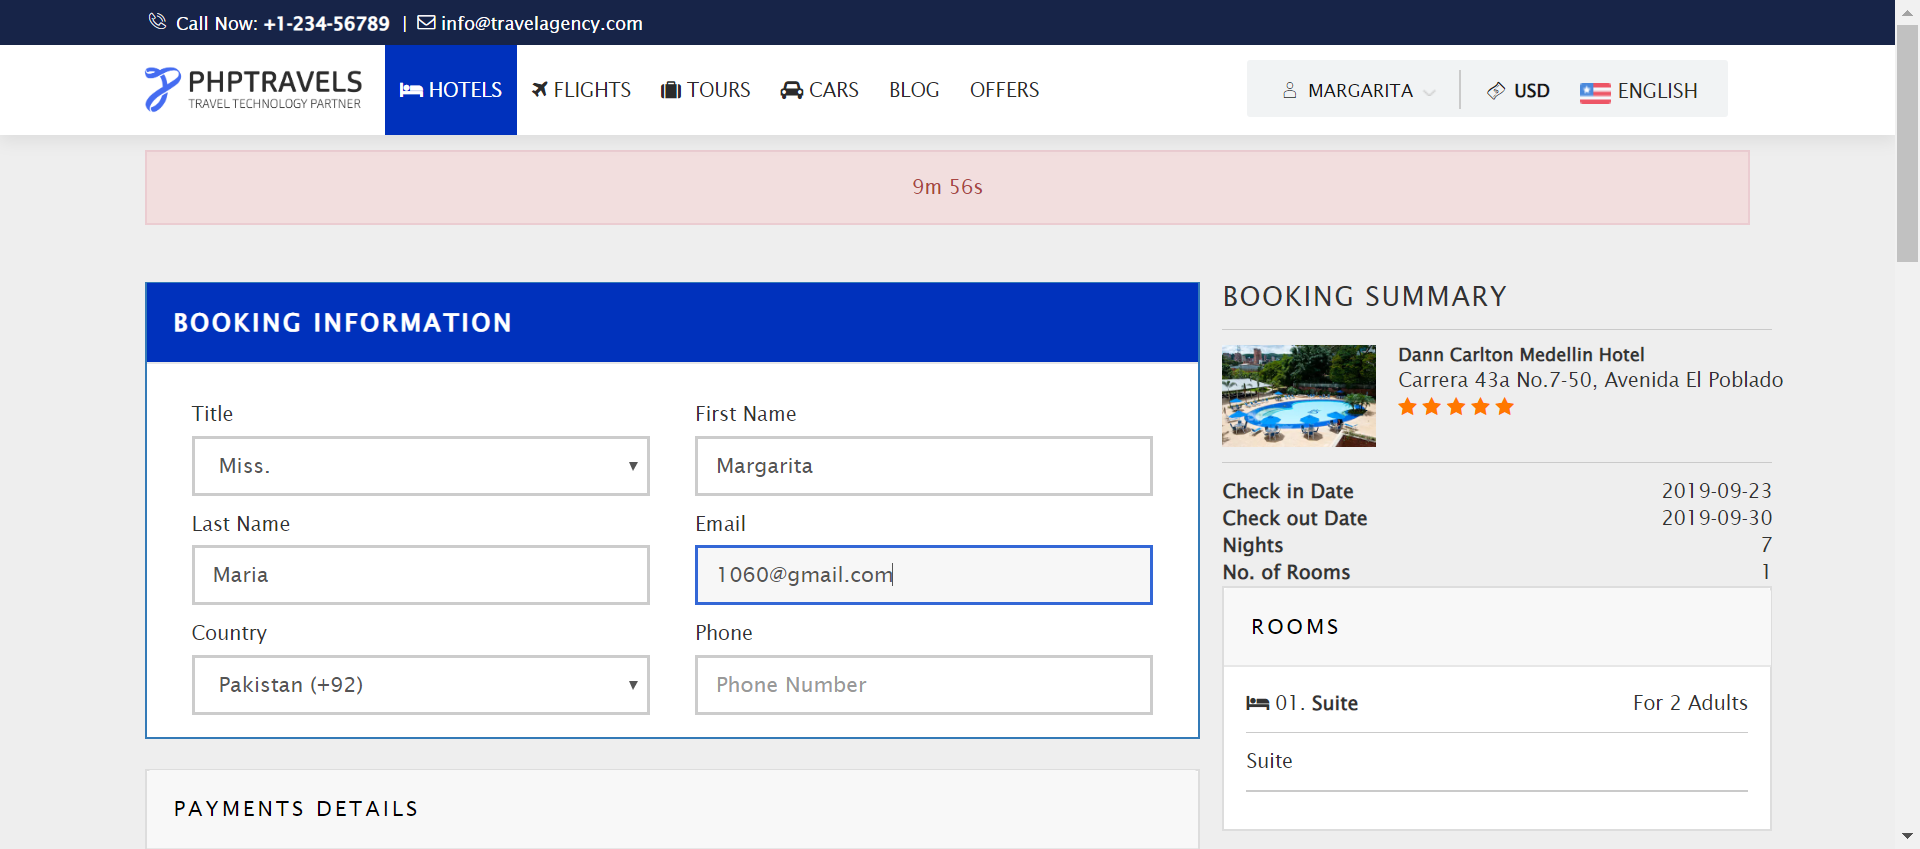 Call Now: +1-234-56789 | info@travelagency.com
PHPTRAVELS
TRAVEL TECHNOLOGY PARTNER
HOTELS FLIGHTS TOURS CARS BLOG OFFERS
MARGARITA USD ENGLISH
9m 56s
BOOKING INFORMATION
Title
Miss.
First Name
Margarita
Last Name
Maria
Email
1060@gmail.com
Country
Pakistan (+92)
Phone
Phone Number
PAYMENTS DETAILS
BOOKING SUMMARY
Dann Carlton Medellin Hotel
Carrera 43a No.7-50, Avenida El Poblado
Check in Date 2019-09-23
Check out Date 2019-09-30
Nights 7
No. of Rooms 1
ROOMS
01. Suite For 2 Adults
Suite